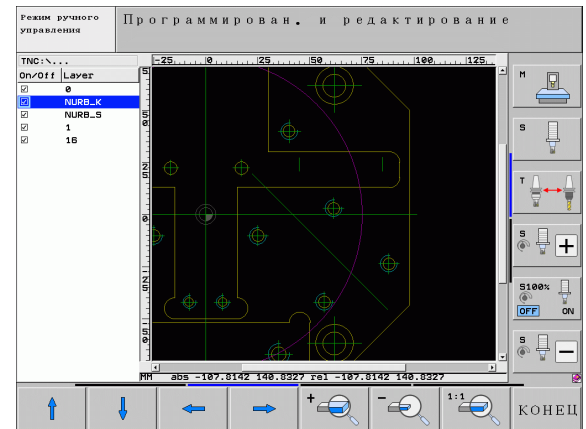 Режим ручного
управления
Программирован. и редактирование
TNC:\...
On/Off Layer
0
NURB_K
NURB_S
1
16
-25 0 25 50 75 100 125
50
25
0
-25
-50
MM abs -107.8142 140.8327 rel -107.8142 140.8327
M
S
T
S
S100%
OFF ON
S
+ - 1:1 КОНЕЦ